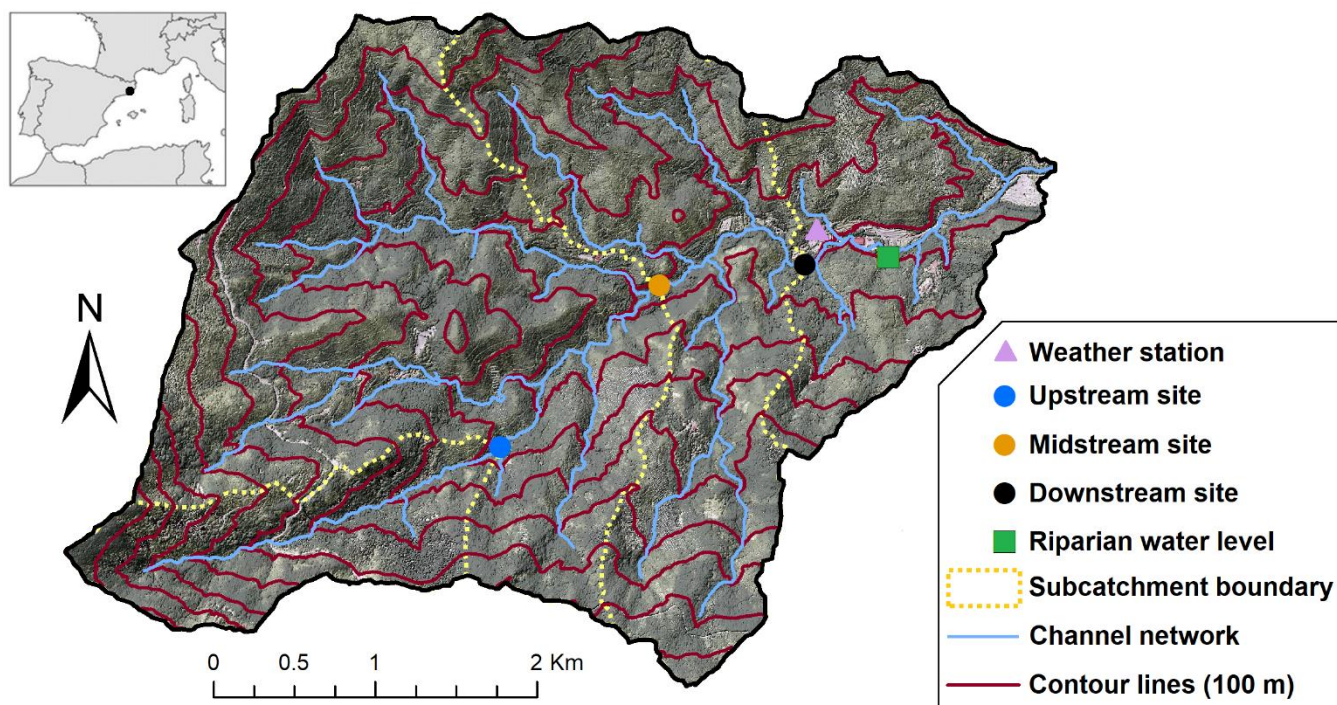 N
0 0.5 1 2 Km
Weather station
Upstream site
Midstream site
Downstream site
Riparian water level
Subcatchment boundary
Channel network
Contour lines (100 m)